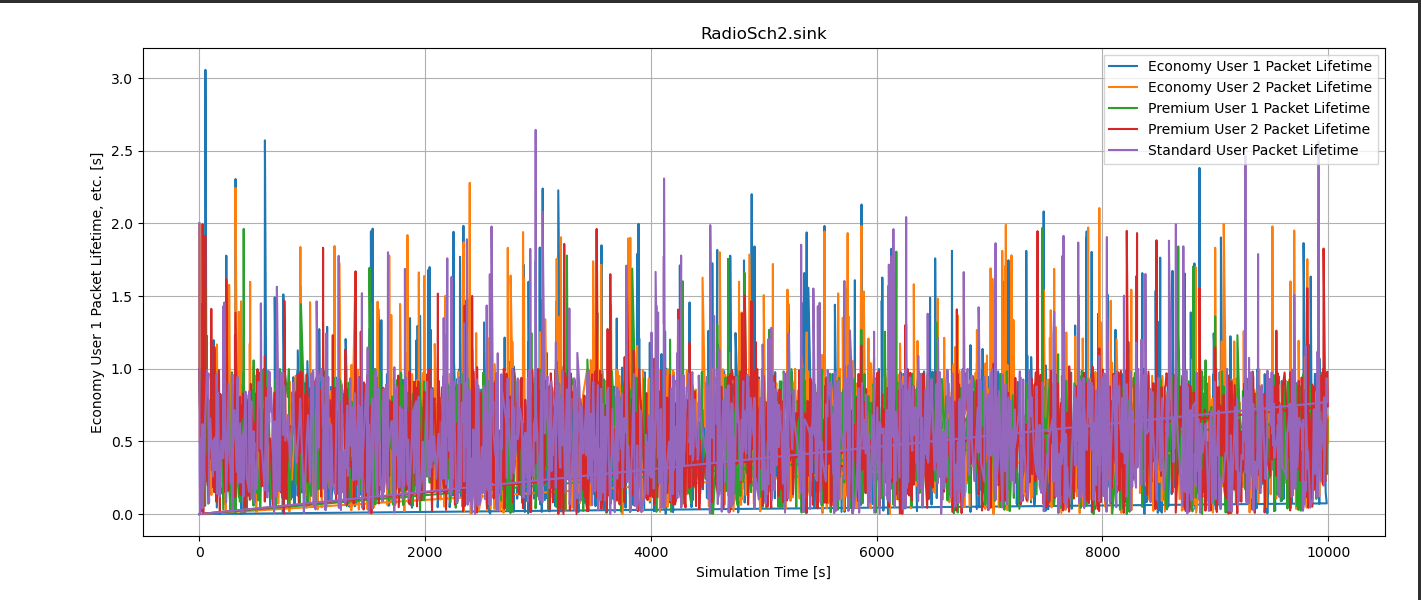 RadioSch2.sink
Economy User 1 Packet Lifetime
Economy User 2 Packet Lifetime
Premium User 1 Packet Lifetime
Premium User 2 Packet Lifetime
Standard User Packet Lifetime
Economy User 1 Packet Lifetime, etc. [s]
3.0
2.5
2.0
1.5
1.0
0.5
0.0
0 2000 4000 6000 8000 10000
Simulation Time [s]